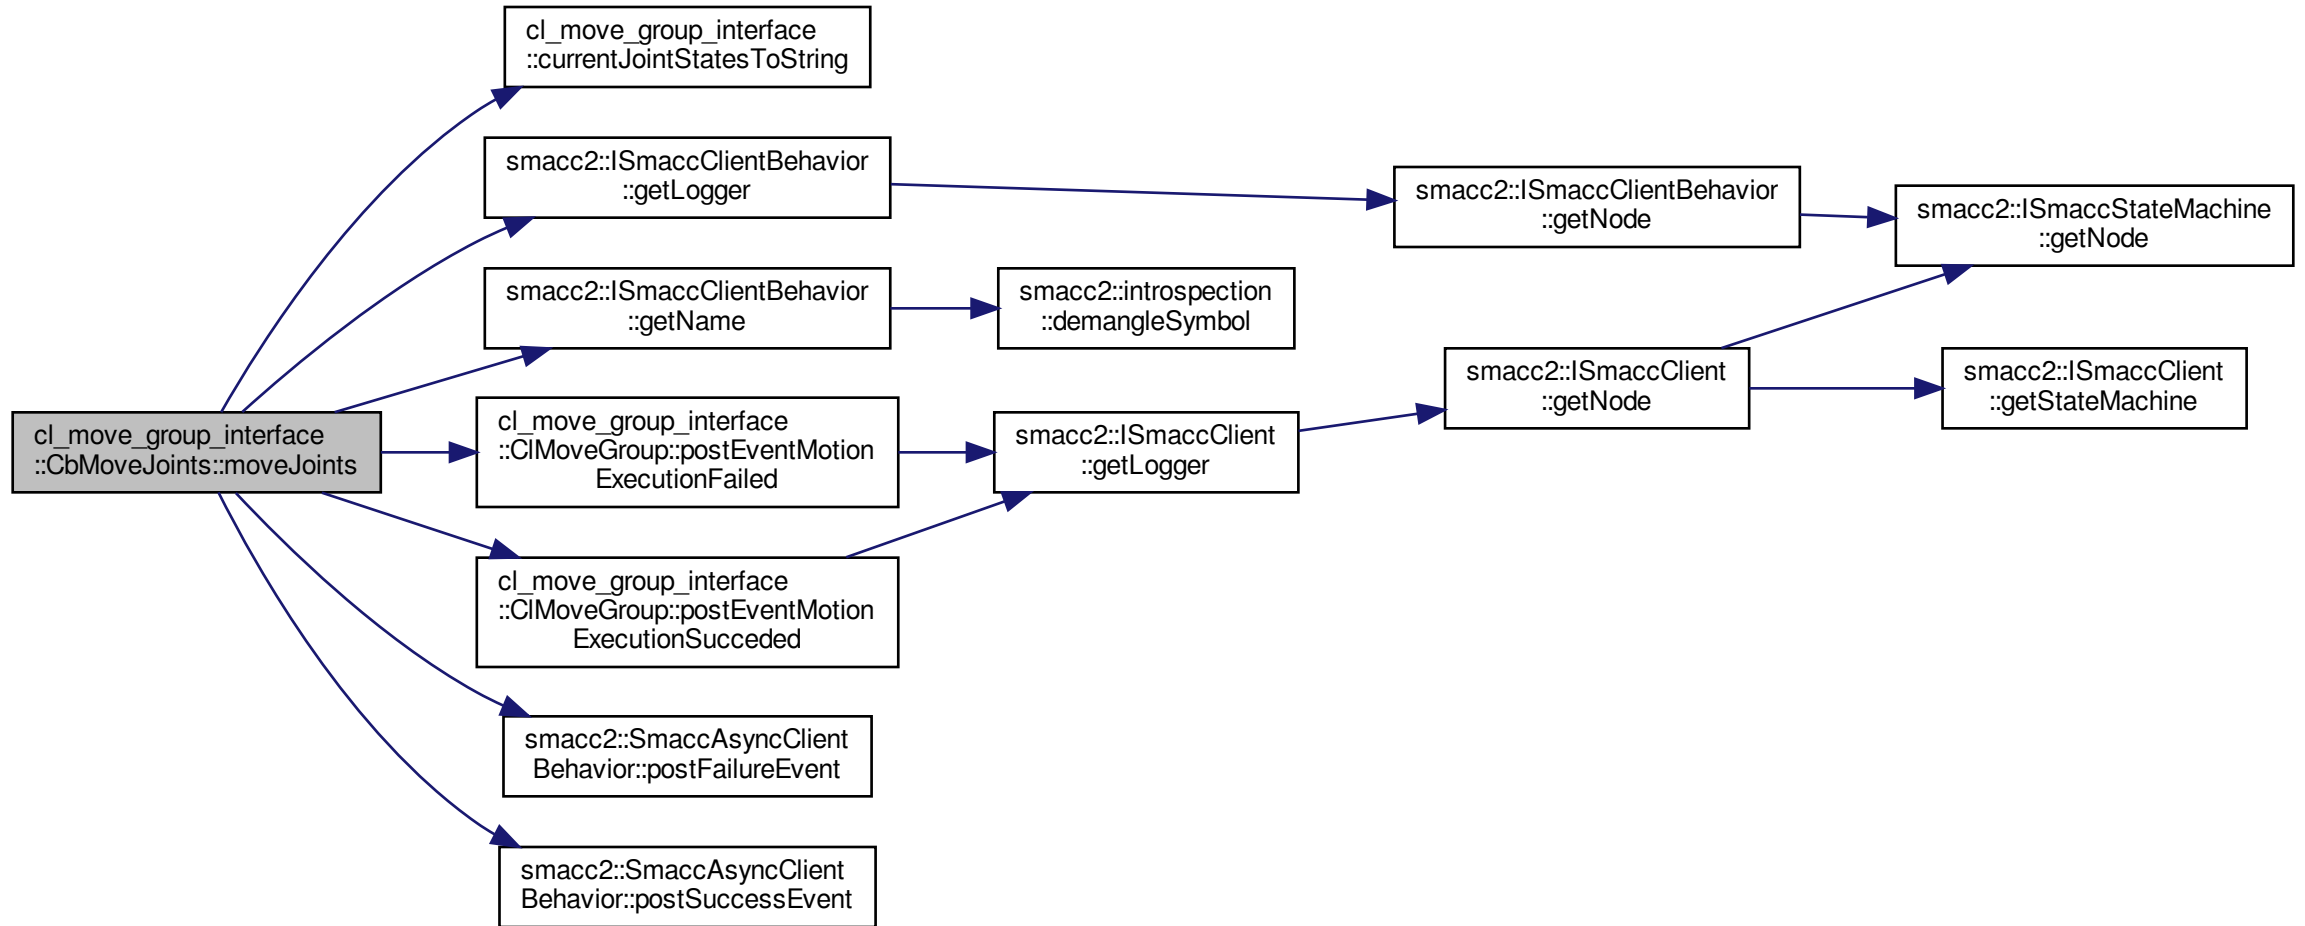 cl_move_group_interface
::currentJointStatesToString
smacc2::ISmaccClientBehavior
::getLogger
smacc2::ISmaccClientBehavior
::getNode
smacc2::ISmaccStateMachine
::getNode
smacc2::ISmaccClientBehavior
::getName
smacc2::introspection
::demangleSymbol
cl_move_group_interface
::CbMoveJoints::moveJoints
cl_move_group_interface
::ClMoveGroup::postEventMotion
ExecutionFailed
smacc2::ISmaccClient
::getLogger
smacc2::ISmaccClient
::getNode
smacc2::ISmaccClient
::getStateMachine
cl_move_group_interface
::ClMoveGroup::postEventMotion
ExecutionSucceded
smacc2::SmaccAsyncClient
Behavior::postFailureEvent
smacc2::SmaccAsyncClient
Behavior::postSuccessEvent